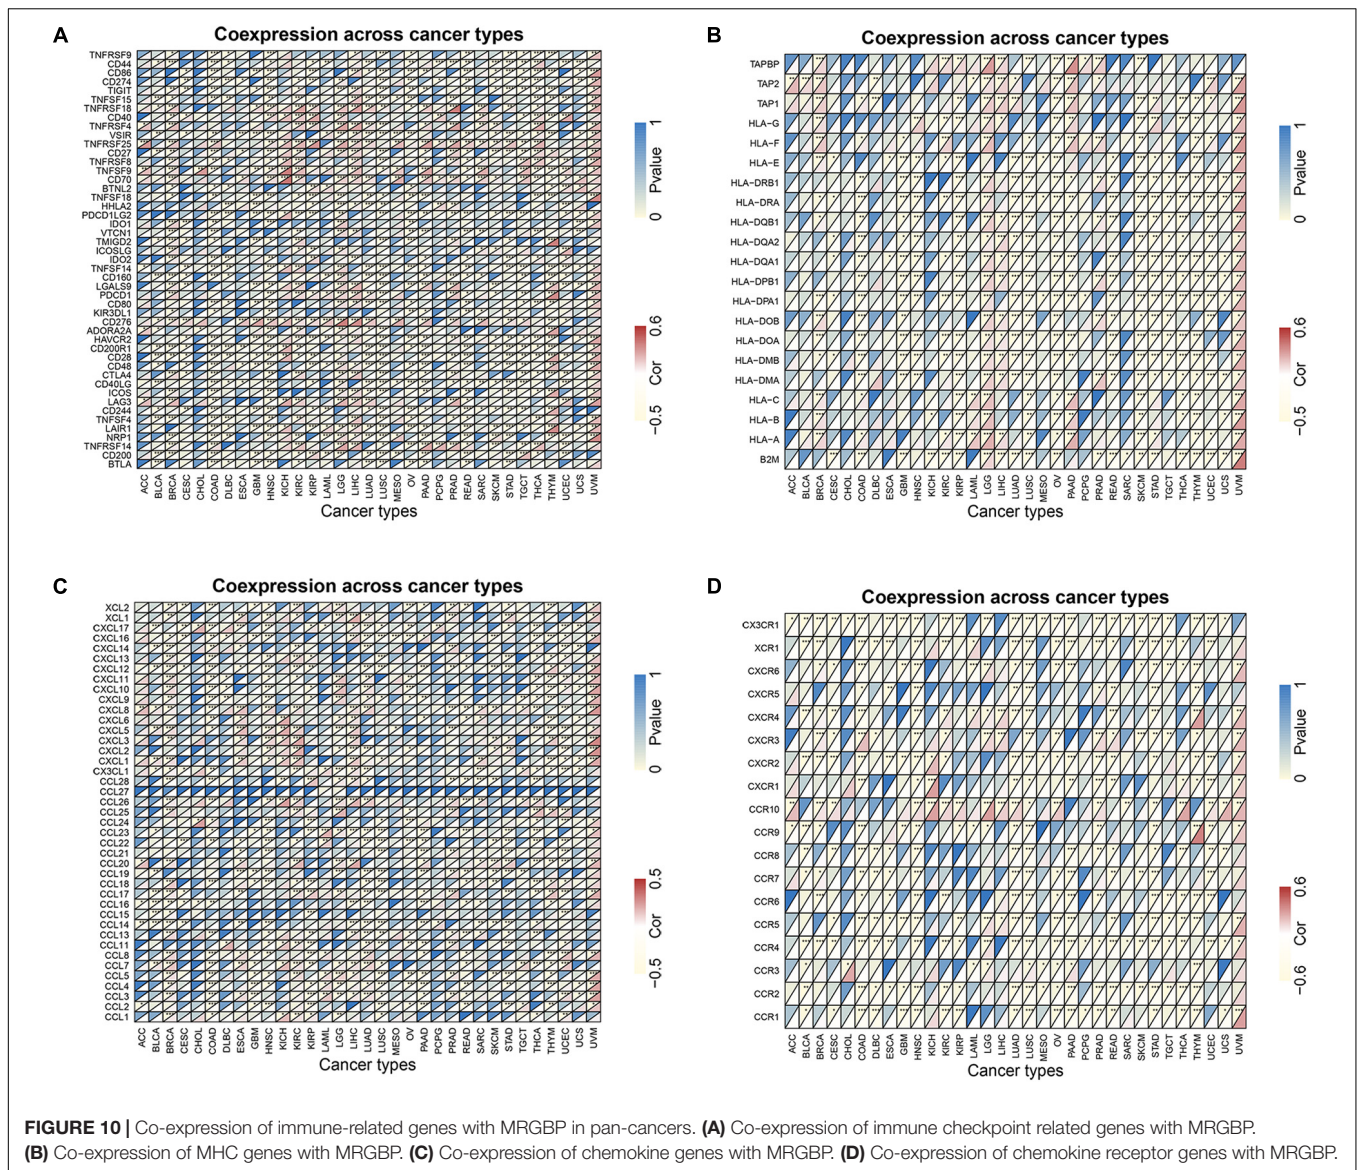 A
Coexpression across cancer types
TNFRSF9
CD44
CD86
CD274
TIGIT
TNFSF15
TNFRSF18
CD40
TNFRSF4
VSIR
TNFRSF25
CD27
TNFRSF8
TNFSF9
CD70
BTNL2
TNFSF18
HHLA2
PDCD1LG2
IDO1
VTCN1
TMIGD2
ICOSLG
IDO2
TNFSF14
CD160
LGALS9
PDCD1
CD80
KIR3DL1
CD276
ADORA2A
HAVCR2
CD200R1
CD28
CD48
CTLA4
CD40LG
ICOS
LAG3
CD244
TNFSF4
LAIR1
NRP1
TNFRSF14
CD200
BTLA
ACC BLCA BRCA CESC CHOL COAD DLBC ESCA GBM HNSC KICH KIRC KIRP LAML LGG LIHC LUAD LUSC MESO OV PAAD PCPG PRAD READ SARC SKCM STAD TGCT THCA THYM UCEC UCS UVM
Cancer types
1
Pvalue
0
0.6
Cor
−0.5
B
Coexpression across cancer types
TAPBP
TAP2
TAP1
HLA−G
HLA−F
HLA−E
HLA−DRB1
HLA−DRA
HLA−DQB1
HLA−DQA2
HLA−DQA1
HLA−DPB1
HLA−DPA1
HLA−DOB
HLA−DOA
HLA−DMB
HLA−DMA
HLA−C
HLA−B
HLA−A
B2M
ACC BLCA BRCA CESC CHOL COAD DLBC ESCA GBM HNSC KICH KIRC KIRP LAML LGG LIHC LUAD LUSC MESO OV PAAD PCPG PRAD READ SARC SKCM STAD TGCT THCA THYM UCEC UCS UVM
Cancer types
1
Pvalue
0
0.6
Cor
−0.5
C
Coexpression across cancer types
XCL2
XCL1
CXCL17
CXCL16
CXCL14
CXCL13
CXCL12
CXCL11
CXCL10
CXCL9
CXCL8
CXCL6
CXCL5
CXCL3
CXCL2
CXCL1
CX3CL1
CCL28
CCL27
CCL26
CCL25
CCL24
CCL23
CCL22
CCL21
CCL20
CCL19
CCL18
CCL17
CCL16
CCL15
CCL14
CCL13
CCL11
CCL8
CCL7
CCL5
CCL4
CCL3
CCL2
CCL1
ACC BLCA BRCA CESC CHOL COAD DLBC ESCA GBM HNSC KICH KIRC KIRP LAML LGG LIHC LUAD LUSC MESO OV PAAD PCPG PRAD READ SARC SKCM STAD TGCT THCA THYM UCEC UCS UVM
Cancer types
1
Pvalue
0
0.5
Cor
−0.5
D
Coexpression across cancer types
CX3CR1
XCR1
CXCR6
CXCR5
CXCR4
CXCR3
CXCR2
CXCR1
CCR10
CCR9
CCR8
CCR7
CCR6
CCR5
CCR4
CCR3
CCR2
CCR1
ACC BLCA BRCA CESC CHOL COAD DLBC ESCA GBM HNSC KICH KIRC KIRP LAML LGG LIHC LUAD LUSC MESO OV PAAD PCPG PRAD READ SARC SKCM STAD TGCT THCA THYM UCEC UCS UVM
Cancer types
1
Pvalue
0
0.6
Cor
−0.6
FIGURE 10 | Co-expression of immune-related genes with MRGBP in pan-cancers. (A) Co-expression of immune checkpoint related genes with MRGBP.
(B) Co-expression of MHC genes with MRGBP. (C) Co-expression of chemokine genes with MRGBP. (D) Co-expression of chemokine receptor genes with MRGBP.